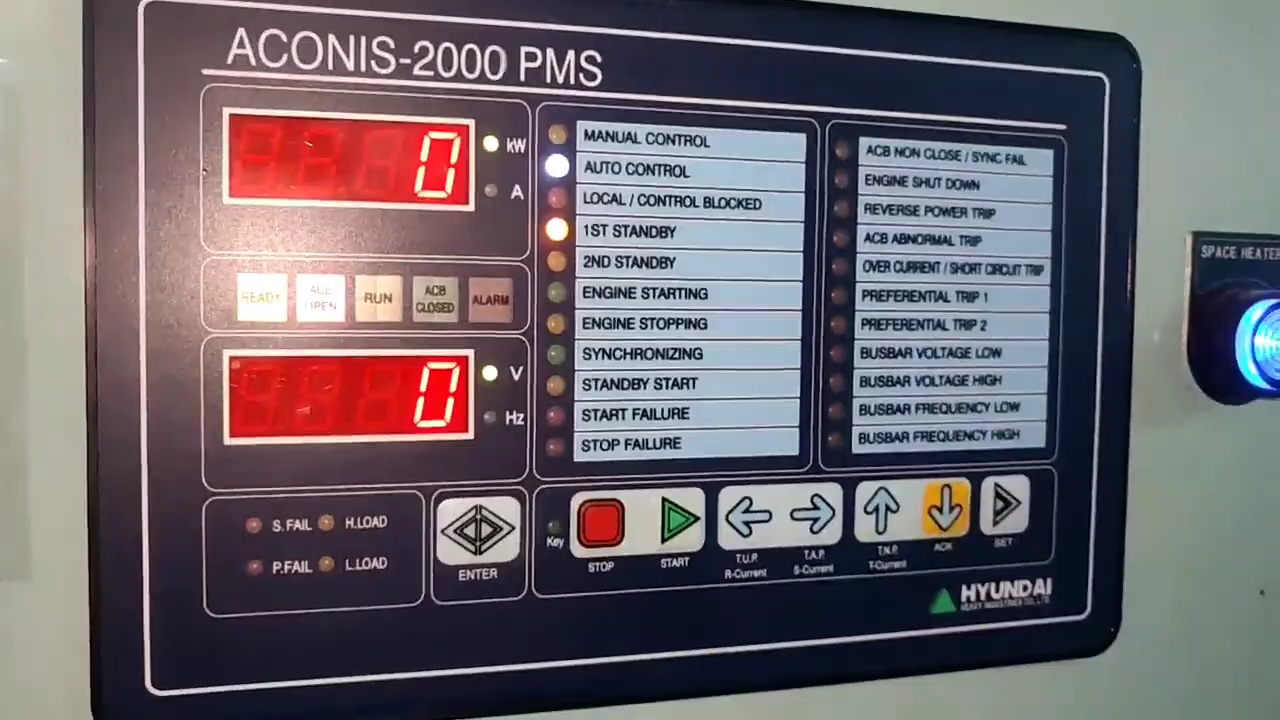 ACONIS-2000 PMS
0
kW
A
READY
ACB OPEN
RUN
ACB CLOSED
ALARM
0
V
Hz
S.FAIL
H.LOAD
P.FAIL
L.LOAD
ENTER
MANUAL CONTROL
AUTO CONTROL
LOCAL / CONTROL BLOCKED
1ST STANDBY
2ND STANDBY
ENGINE STARTING
ENGINE STOPPING
SYNCHRONIZING
STANDBY START
START FAILURE
STOP FAILURE
ACB NON CLOSE / SYNC FAIL
ENGINE SHUT DOWN
REVERSE POWER TRIP
ACB ABNORMAL TRIP
OVER CURRENT / SHORT CIRCUIT TRIP
PREFERENTIAL TRIP 1
PREFERENTIAL TRIP 2
BUSBAR VOLTAGE LOW
BUSBAR VOLTAGE HIGH
BUSBAR FREQUENCY LOW
BUSBAR FREQUENCY HIGH
Key
STOP
START
T.U.P.
R-Current
T.A.P.
S-Current
T.N.P.
T-Current
ACK
SET
HYUNDAI
HEAVY INDUSTRIES CO., LTD.
SPACE HEATER